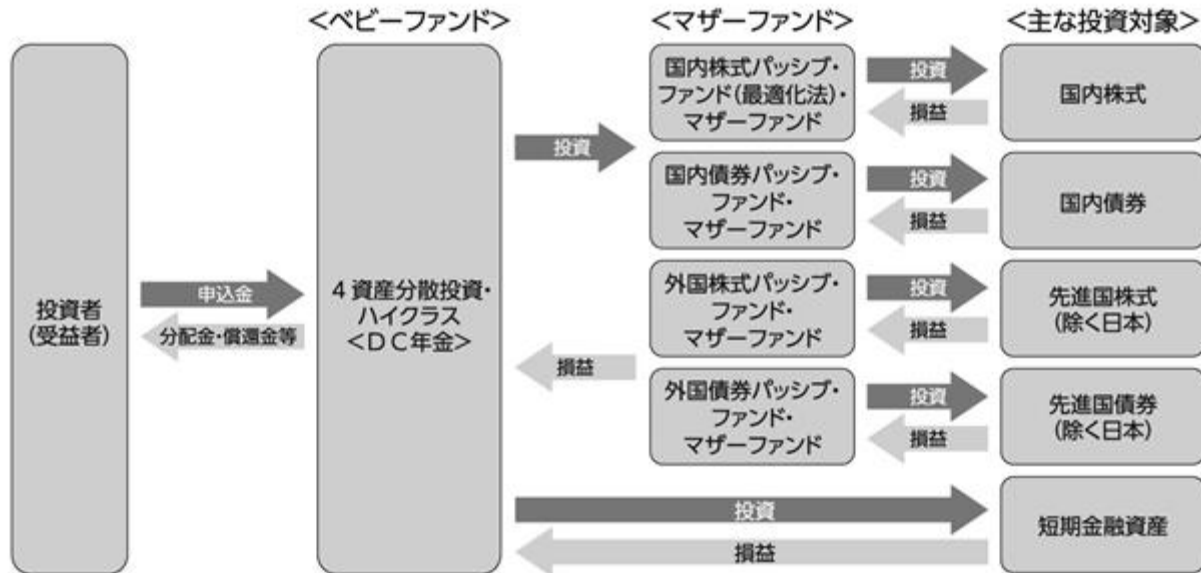 <ベビーファンド>
<マザーファンド>
<主な投資対象>
投資者
(受益者)
申込金
分配金・償還金等
4資産分散投資・
ハイクラス
<DC年金>
投資
損益
国内株式パッシブ・
ファンド(最適化法)・
マザーファンド
投資
損益
国内株式
国内債券パッシブ・
ファンド・
マザーファンド
投資
損益
国内債券
外国株式パッシブ・
ファンド・
マザーファンド
投資
損益
先進国株式
(除く日本)
外国債券パッシブ・
ファンド・
マザーファンド
投資
損益
先進国債券
(除く日本)
投資
損益
短期金融資産